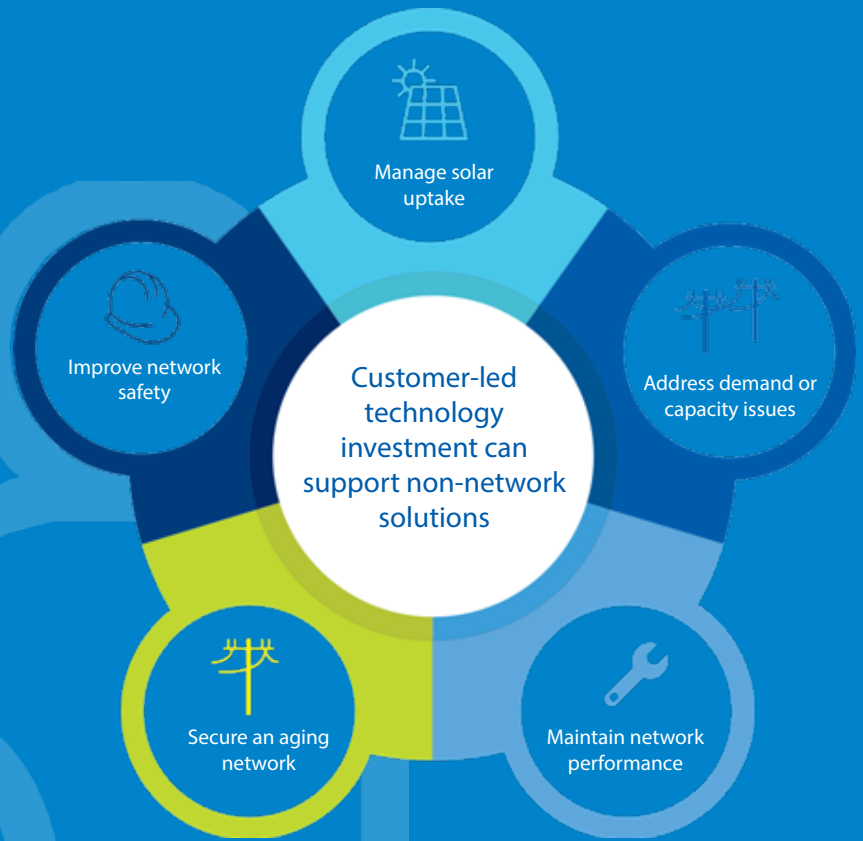 Manage solar
uptake
Improve network
safety
Address demand or
capacity issues
Customer-led
technology
investment can
support non-network
solutions
Secure an aging
network
Maintain network
performance